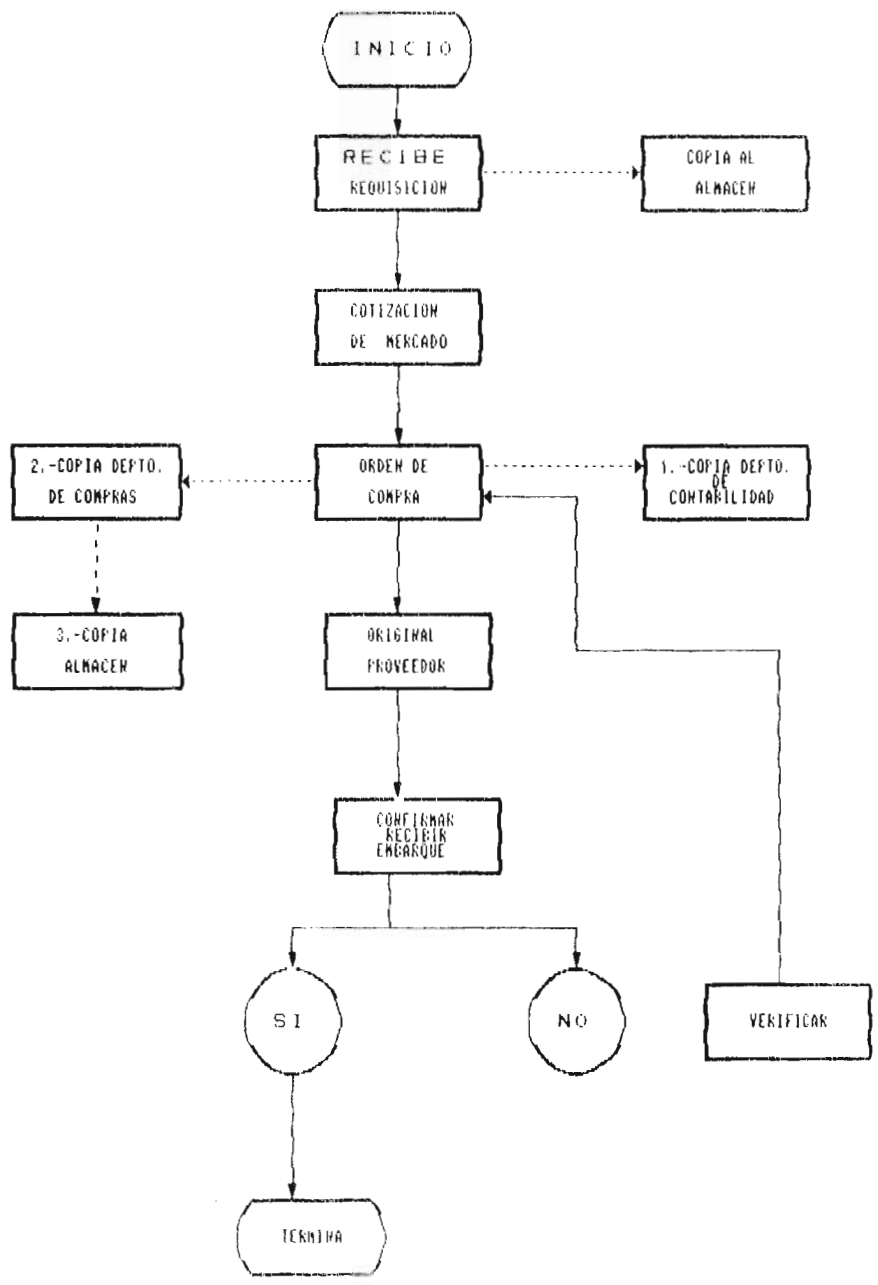 INICIO
RECIBE
REQUISICION
COPIA AL
ALMACEN
COTIZACION
DE MERCADO
2.-COPIA DEPTO.
DE COMPRAS
ORDEN DE
COMPRA
1.-COPIA DEPTO.
DE
CONTABILIDAD
3.-COPIA
ALMACEN
ORIGINAL
PROVEEDOR
CONFIRMAR
RECIBIR
EMBARQUE
SI
NO
VERIFICAR
TERMINA